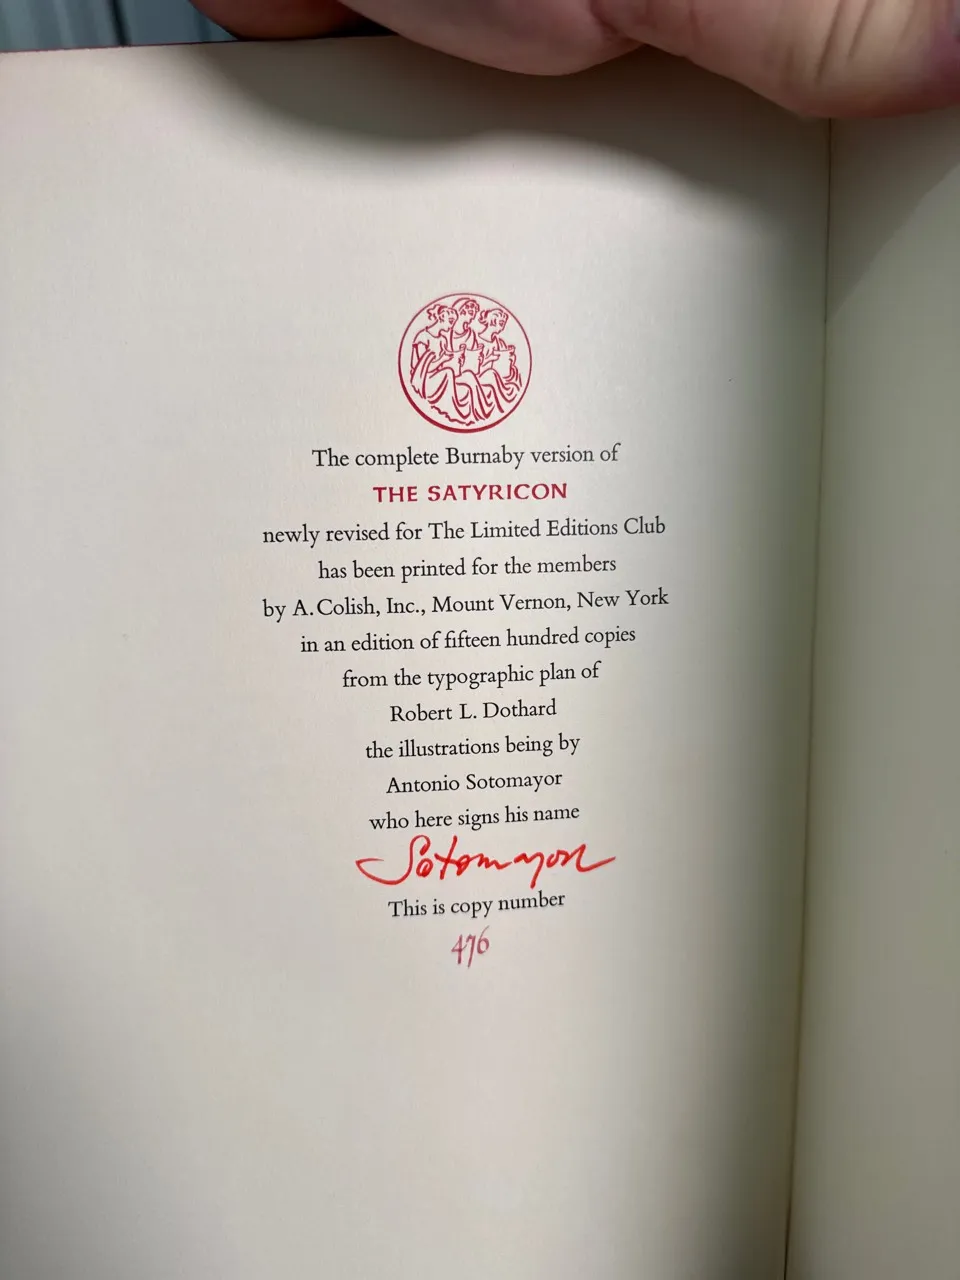 The complete Burnaby version of
THE SATYRICON
newly revised for The Limited Editions Club
has been printed for the members
by A. Colish, Inc., Mount Vernon, New York
in an edition of fifteen hundred copies
from the typographic plan of
Robert L. Dothard
the illustrations being by
Antonio Sotomayor
who here signs his name
Sotomayor
This is copy number
476